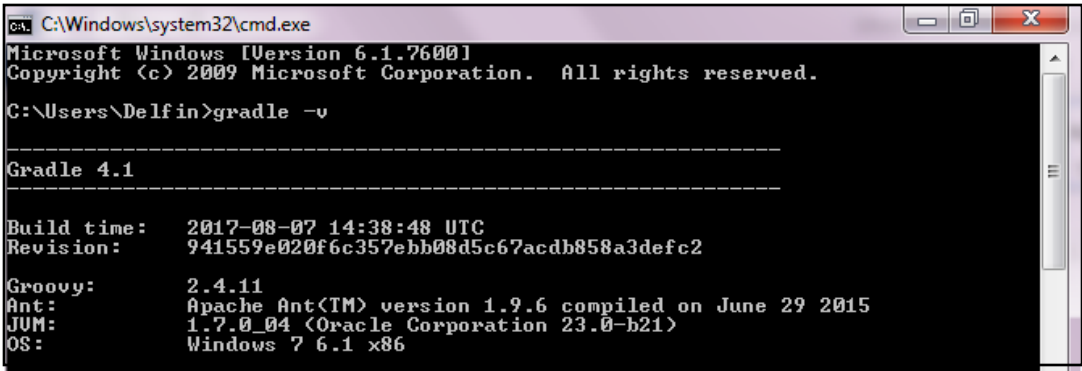 C:\Windows\system32\cmd.exe
Microsoft Windows [Version 6.1.7600]
Copyright (c) 2009 Microsoft Corporation.  All rights reserved.
C:\Users\Delfin>gradle -v
------------------------------------------------------------
Gradle 4.1
------------------------------------------------------------
Build time:   2017-08-07 14:38:48 UTC
Revision:     941559e020f6c357ebb08d5c67acdb858a3defc2
Groovy:       2.4.11
Ant:          Apache Ant(TM) version 1.9.6 compiled on June 29 2015
JVM:          1.7.0_04 (Oracle Corporation 23.0-b21)
OS:           Windows 7 6.1 x86